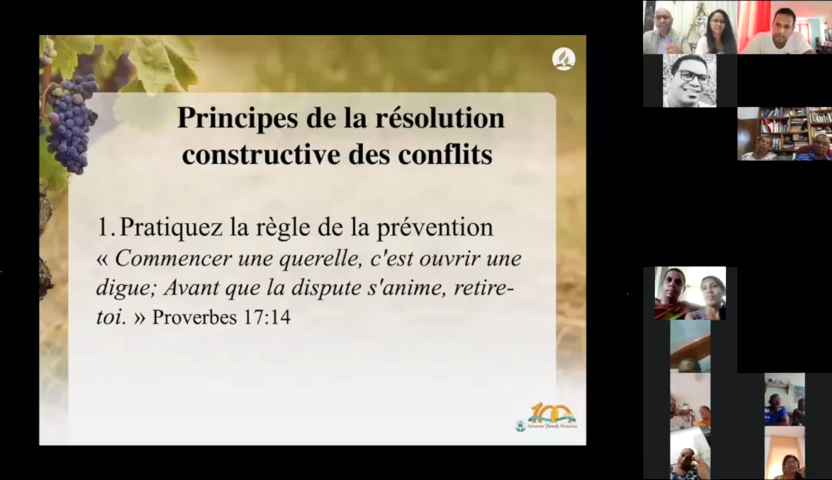 Principes de la résolution
constructive des conflits
1. Pratiquez la règle de la prévention
« Commencer une querelle, c'est ouvrir une
digue; Avant que la dispute s'anime, retire-
toi. » Proverbes 17:14
100